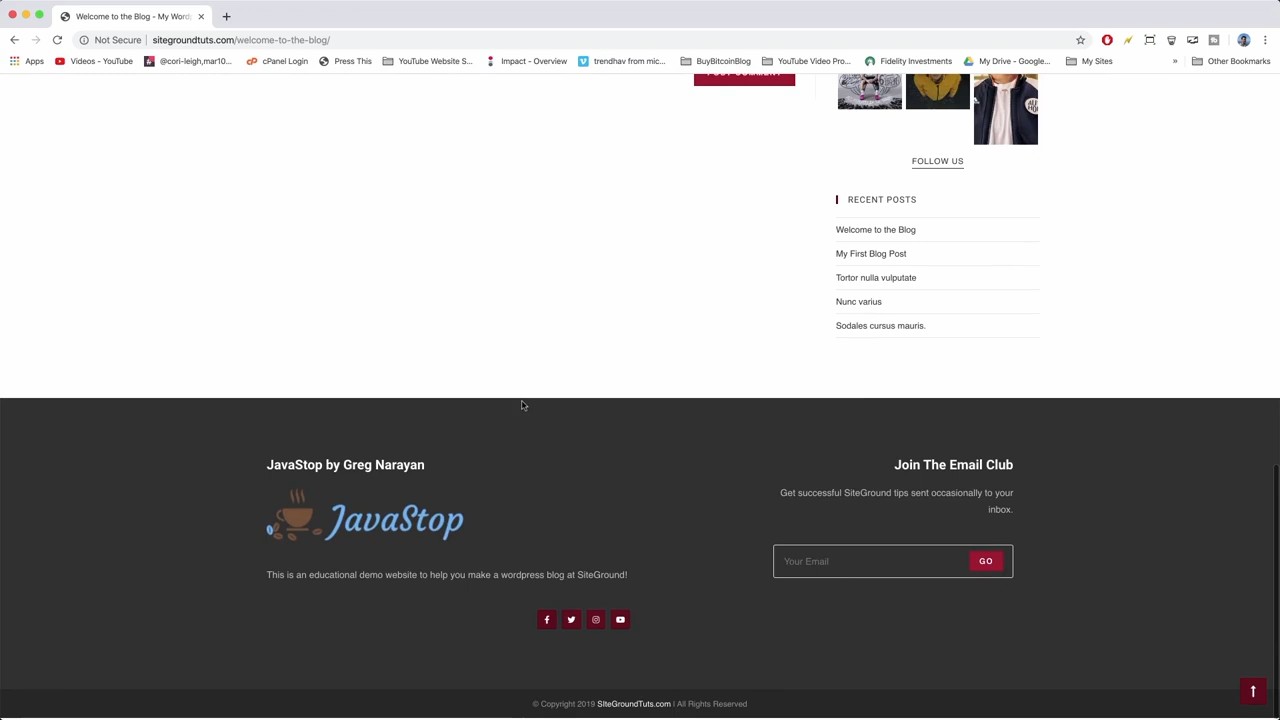 Welcome to the Blog - My Word
Not Secure sitegroundtuts.com/welcome-to-the-blog/
Apps Videos - YouTube @cori-leigh,mar10... cPanel Login Press This YouTube Website S... Impact - Overview trendhav from mic... BuyBitcoinBlog YouTube Video Pro... Fidelity Investments My Drive - Google... My Sites » Other Bookmarks
POST COMMENT
FOLLOW US
RECENT POSTS
Welcome to the Blog
My First Blog Post
Tortor nulla vulputate
Nunc varius
Sodales cursus mauris.
JavaStop by Greg Narayan
JavaStop
This is an educational demo website to help you make a wordpress blog at SiteGround!
Join The Email Club
Get successful SiteGround tips sent occasionally to your
inbox.
Your Email GO
© Copyright 2019 SIteGroundTuts.com | All Rights Reserved